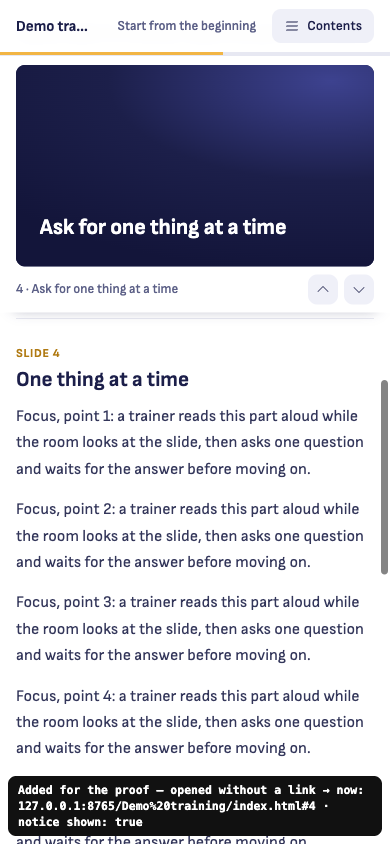 Demo tra...
Start from the beginning
Contents
Ask for one thing at a time
4 · Ask for one thing at a time
SLIDE 4
One thing at a time
Focus, point 1: a trainer reads this part aloud while
the room looks at the slide, then asks one question
and waits for the answer before moving on.
Focus, point 2: a trainer reads this part aloud while
the room looks at the slide, then asks one question
and waits for the answer before moving on.
Focus, point 3: a trainer reads this part aloud while
the room looks at the slide, then asks one question
and waits for the answer before moving on.
Focus, point 4: a trainer reads this part aloud while
the room looks at the slide, then asks one question
and waits for the answer before moving on.
Added for the proof — opened without a link → now:
127.0.0.1:8765/Demo%20training/index.html#4 ·
notice shown: true
and waits for the answer before moving on.